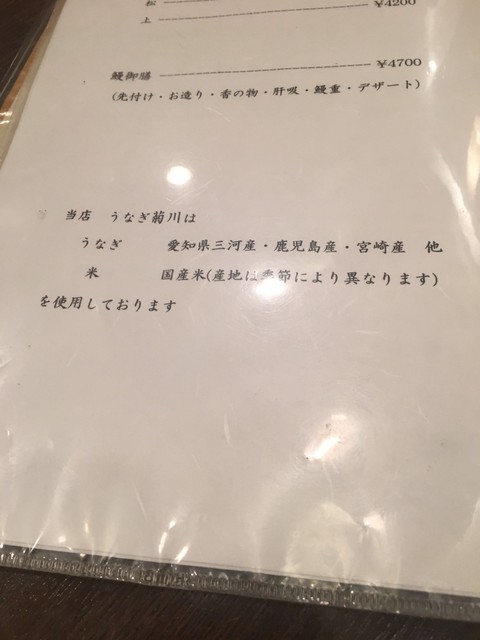 松 ------------------------------
上 ------------------------------ ¥4200
鰻御膳 ------------------------------ ¥4700
(先付け・お造り・香の物・肝吸・鰻重・デザート)
当店 うなぎ菊川は
うなぎ 愛知県三河産・鹿児島産・宮崎産 他
米 国産米(産地は季節により異なります)
を使用しております